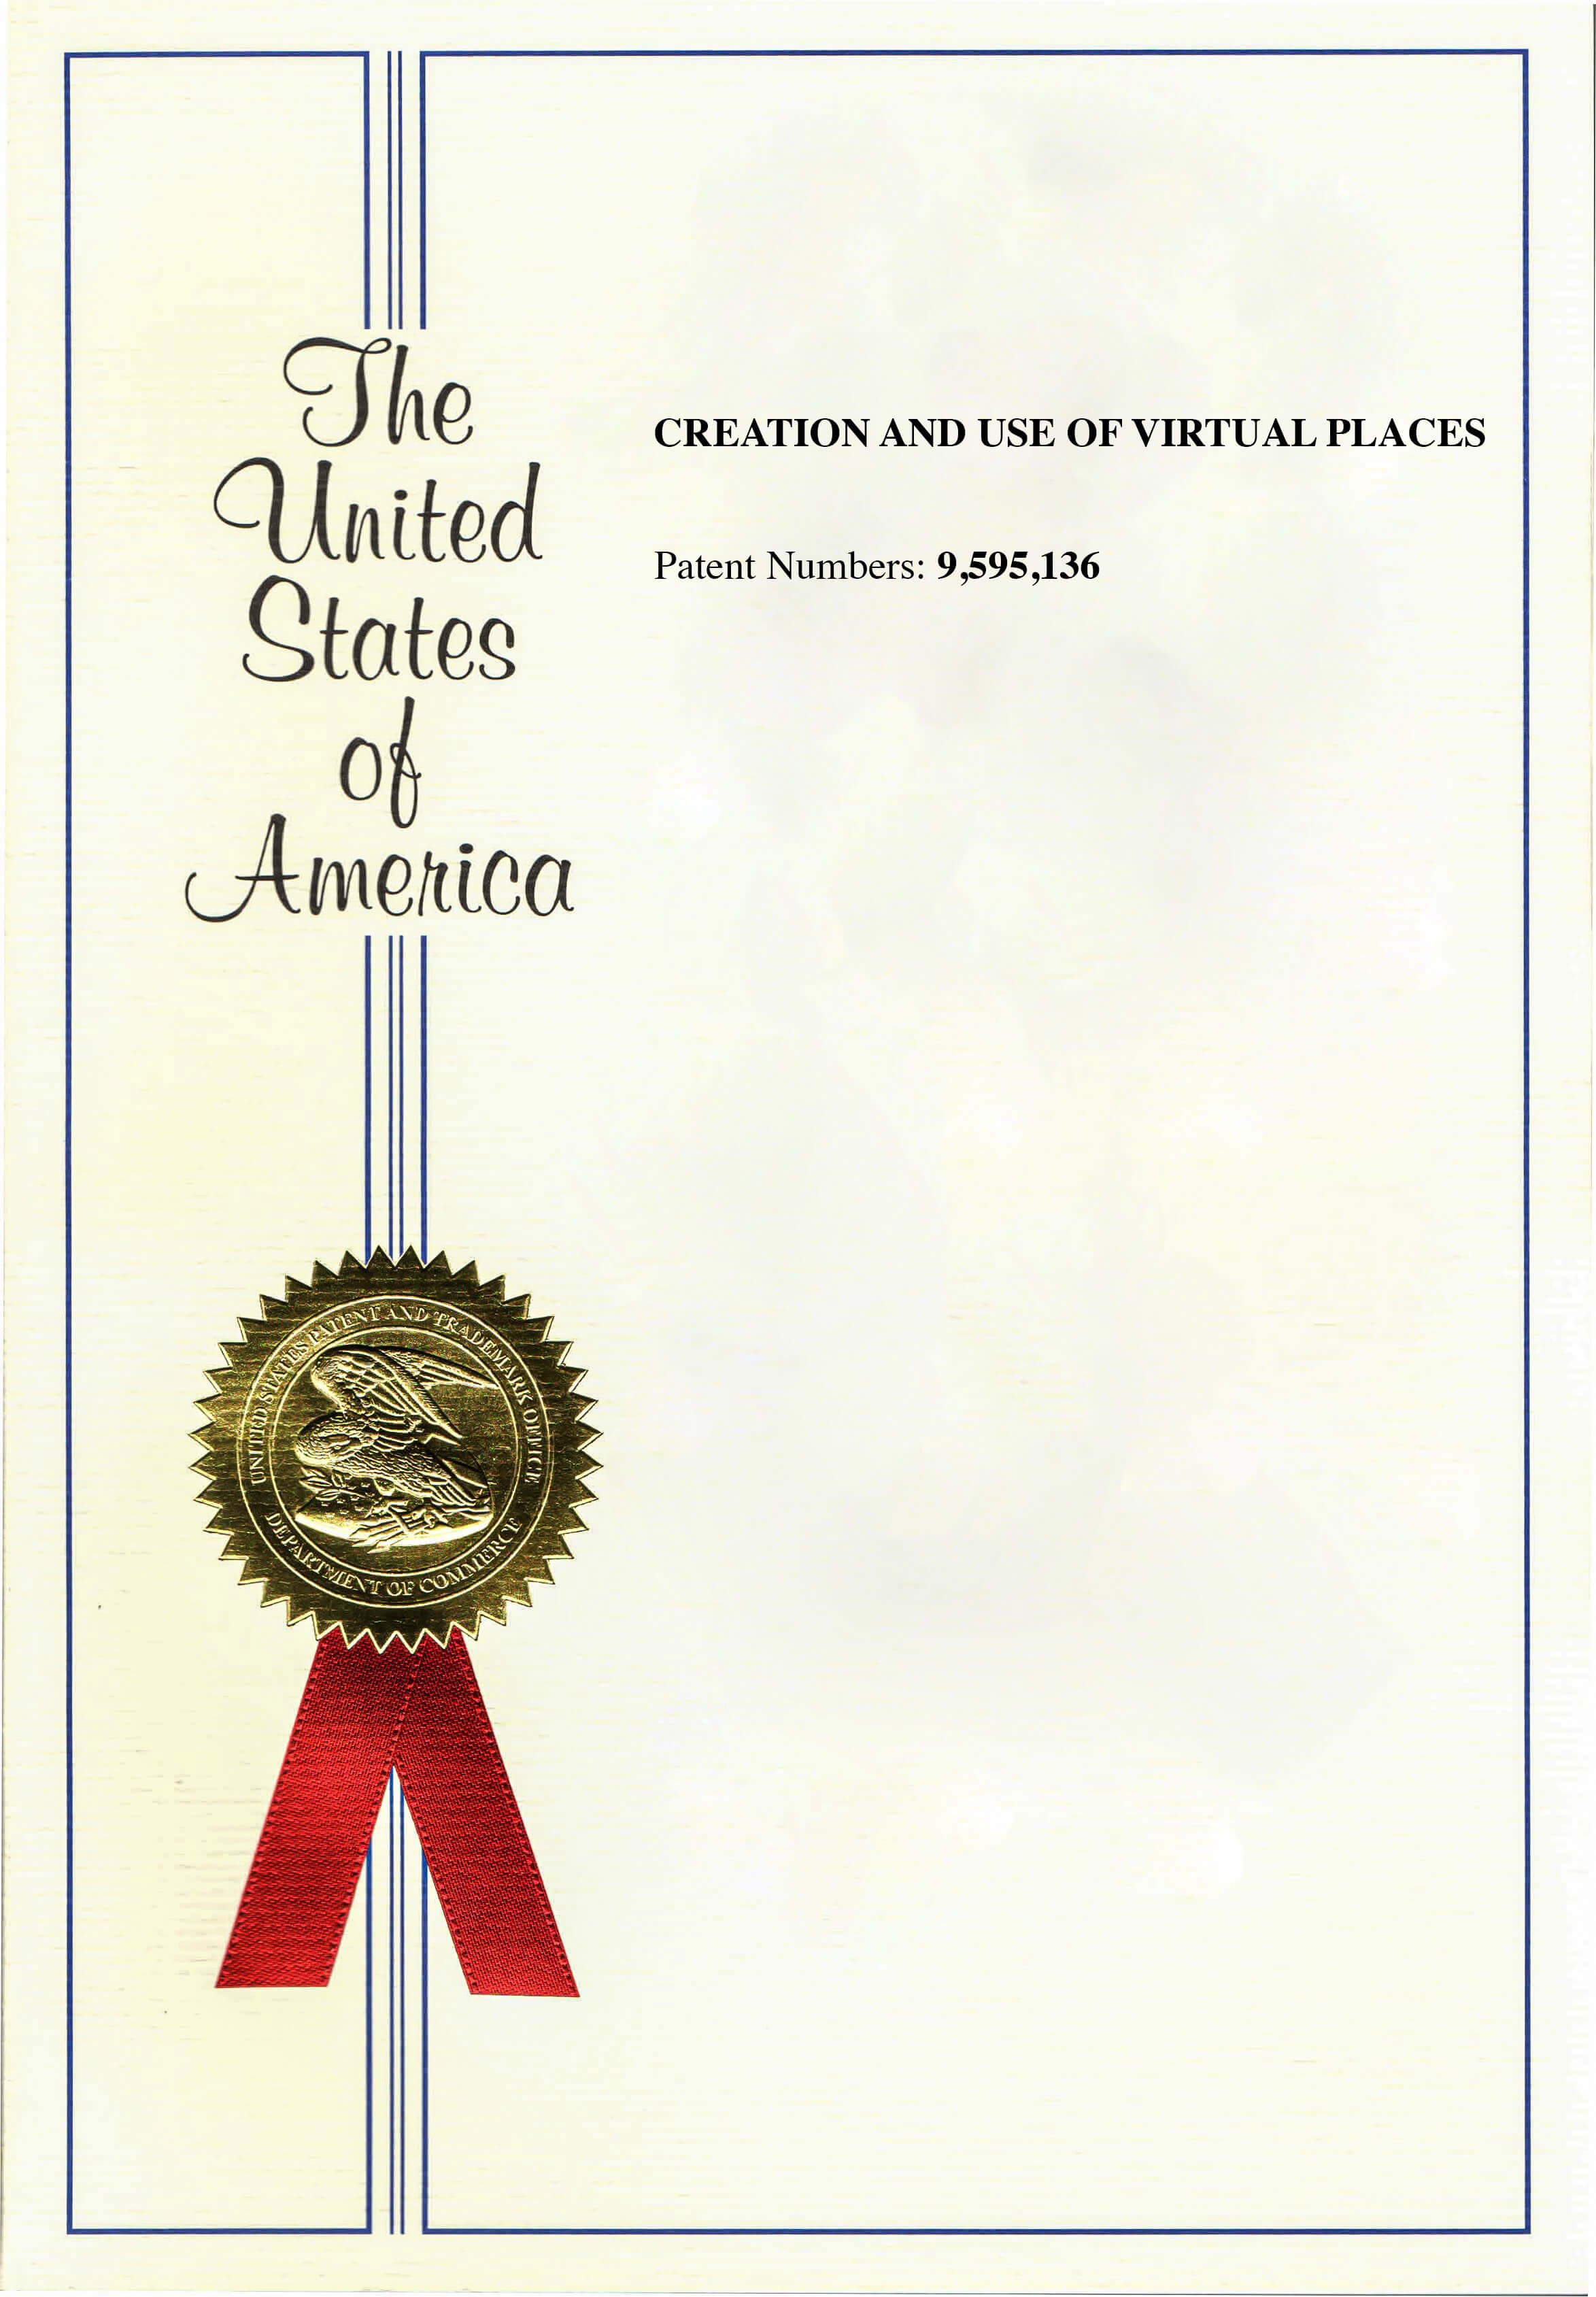 The
United
States
of
America
CREATION AND USE OF VIRTUAL PLACES
Patent Numbers: 9,595,136
UNITED STATES PATENT AND TRADEMARK OFFICE
DEPARTMENT OF COMMERCE